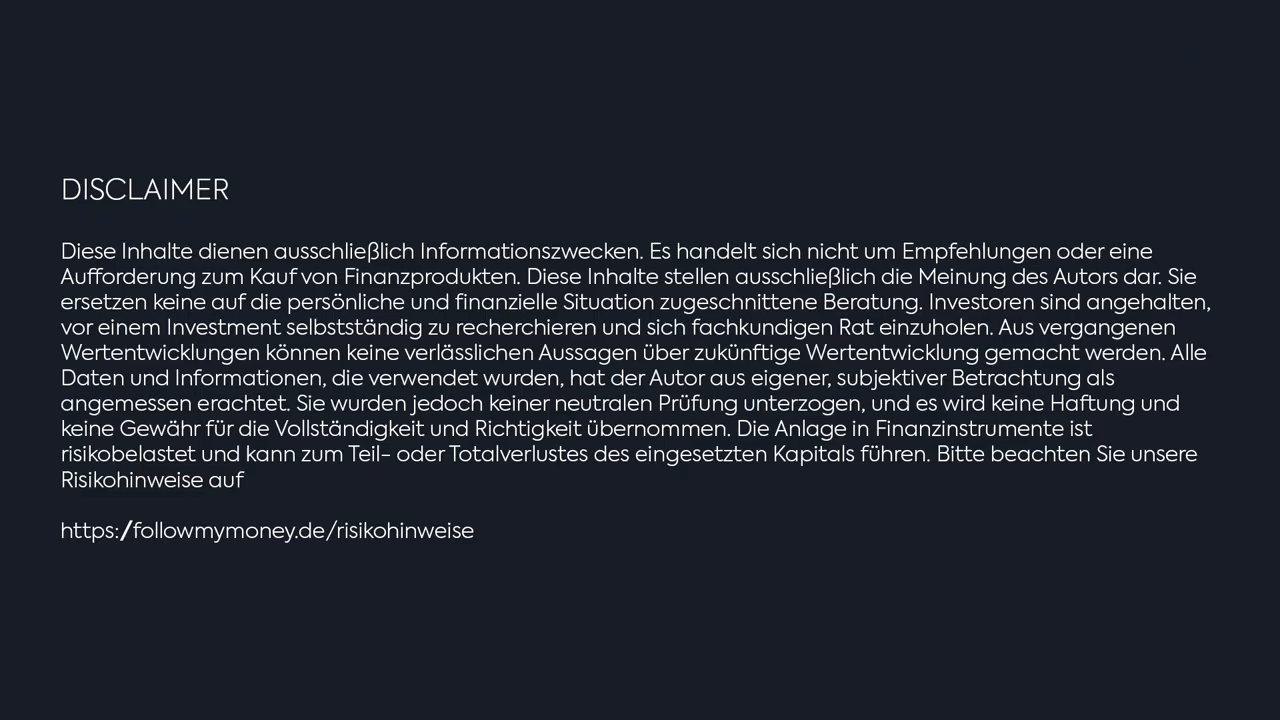 DISCLAIMER
Diese Inhalte dienen ausschließlich Informationszwecken. Es handelt sich nicht um Empfehlungen oder eine
Aufforderung zum Kauf von Finanzprodukten. Diese Inhalte stellen ausschließlich die Meinung des Autors dar. Sie
ersetzen keine auf die persönliche und finanzielle Situation zugeschnittene Beratung. Investoren sind angehalten,
vor einem Investment selbstständig zu recherchieren und sich fachkundigen Rat einzuholen. Aus vergangenen
Wertentwicklungen können keine verlässlichen Aussagen über zukünftige Wertentwicklung gemacht werden. Alle
Daten und Informationen, die verwendet wurden, hat der Autor aus eigener, subjektiver Betrachtung als
angemessen erachtet. Sie wurden jedoch keiner neutralen Prüfung unterzogen, und es wird keine Haftung und
keine Gewähr für die Vollständigkeit und Richtigkeit übernommen. Die Anlage in Finanzinstrumente ist
risikobelastet und kann zum Teil- oder Totalverlustes des eingesetzten Kapitals führen. Bitte beachten Sie unsere
Risikohinweise auf
https://followmymoney.de/risikohinweise